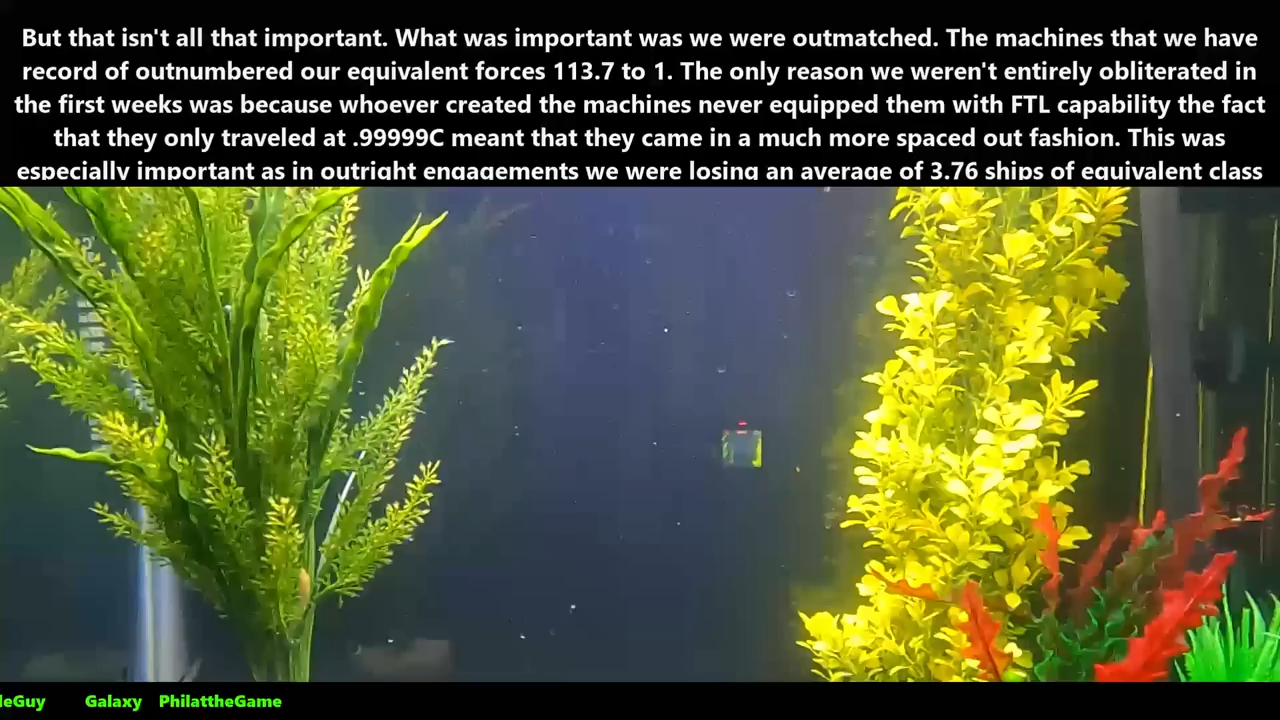 But that isn't all that important. What was important was we were outmatched. The machines that we have
record of outnumbered our equivalent forces 113.7 to 1. The only reason we weren't entirely obliterated in
the first weeks was because whoever created the machines never equipped them with FTL capability the fact
that they only traveled at .99999C meant that they came in a much more spaced out fashion. This was
especially important as in outright engagements we were losing an average of 3.76 ships of equivalent class
leGuy Galaxy PhilattheGame